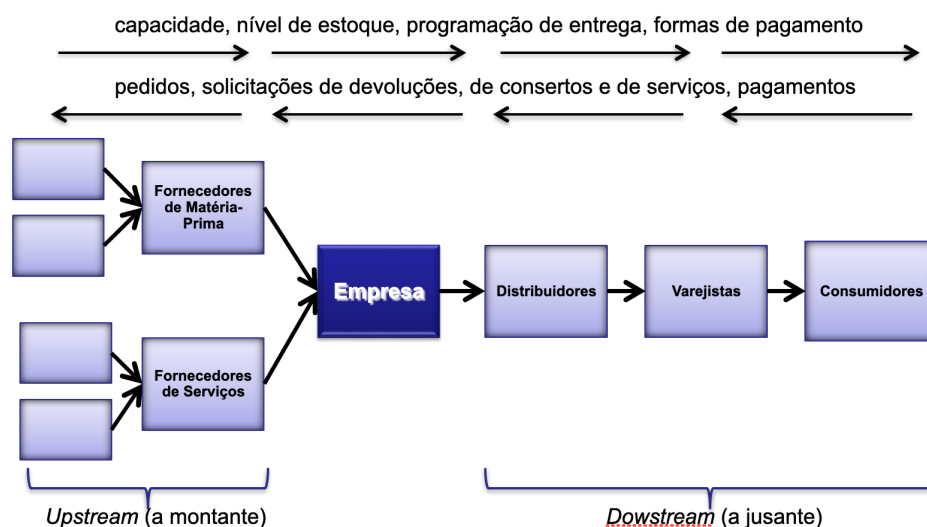 capacidade, nível de estoque, programação de entrega, formas de pagamento
pedidos, solicitações de devoluções, de consertos e de serviços, pagamentos
Fornecedores
de Matéria-
Prima
Empresa
Distribuidores
Varejistas
Consumidores
Fornecedores
de Serviços
Upstream (a montante)
Dowstream (a jusante)